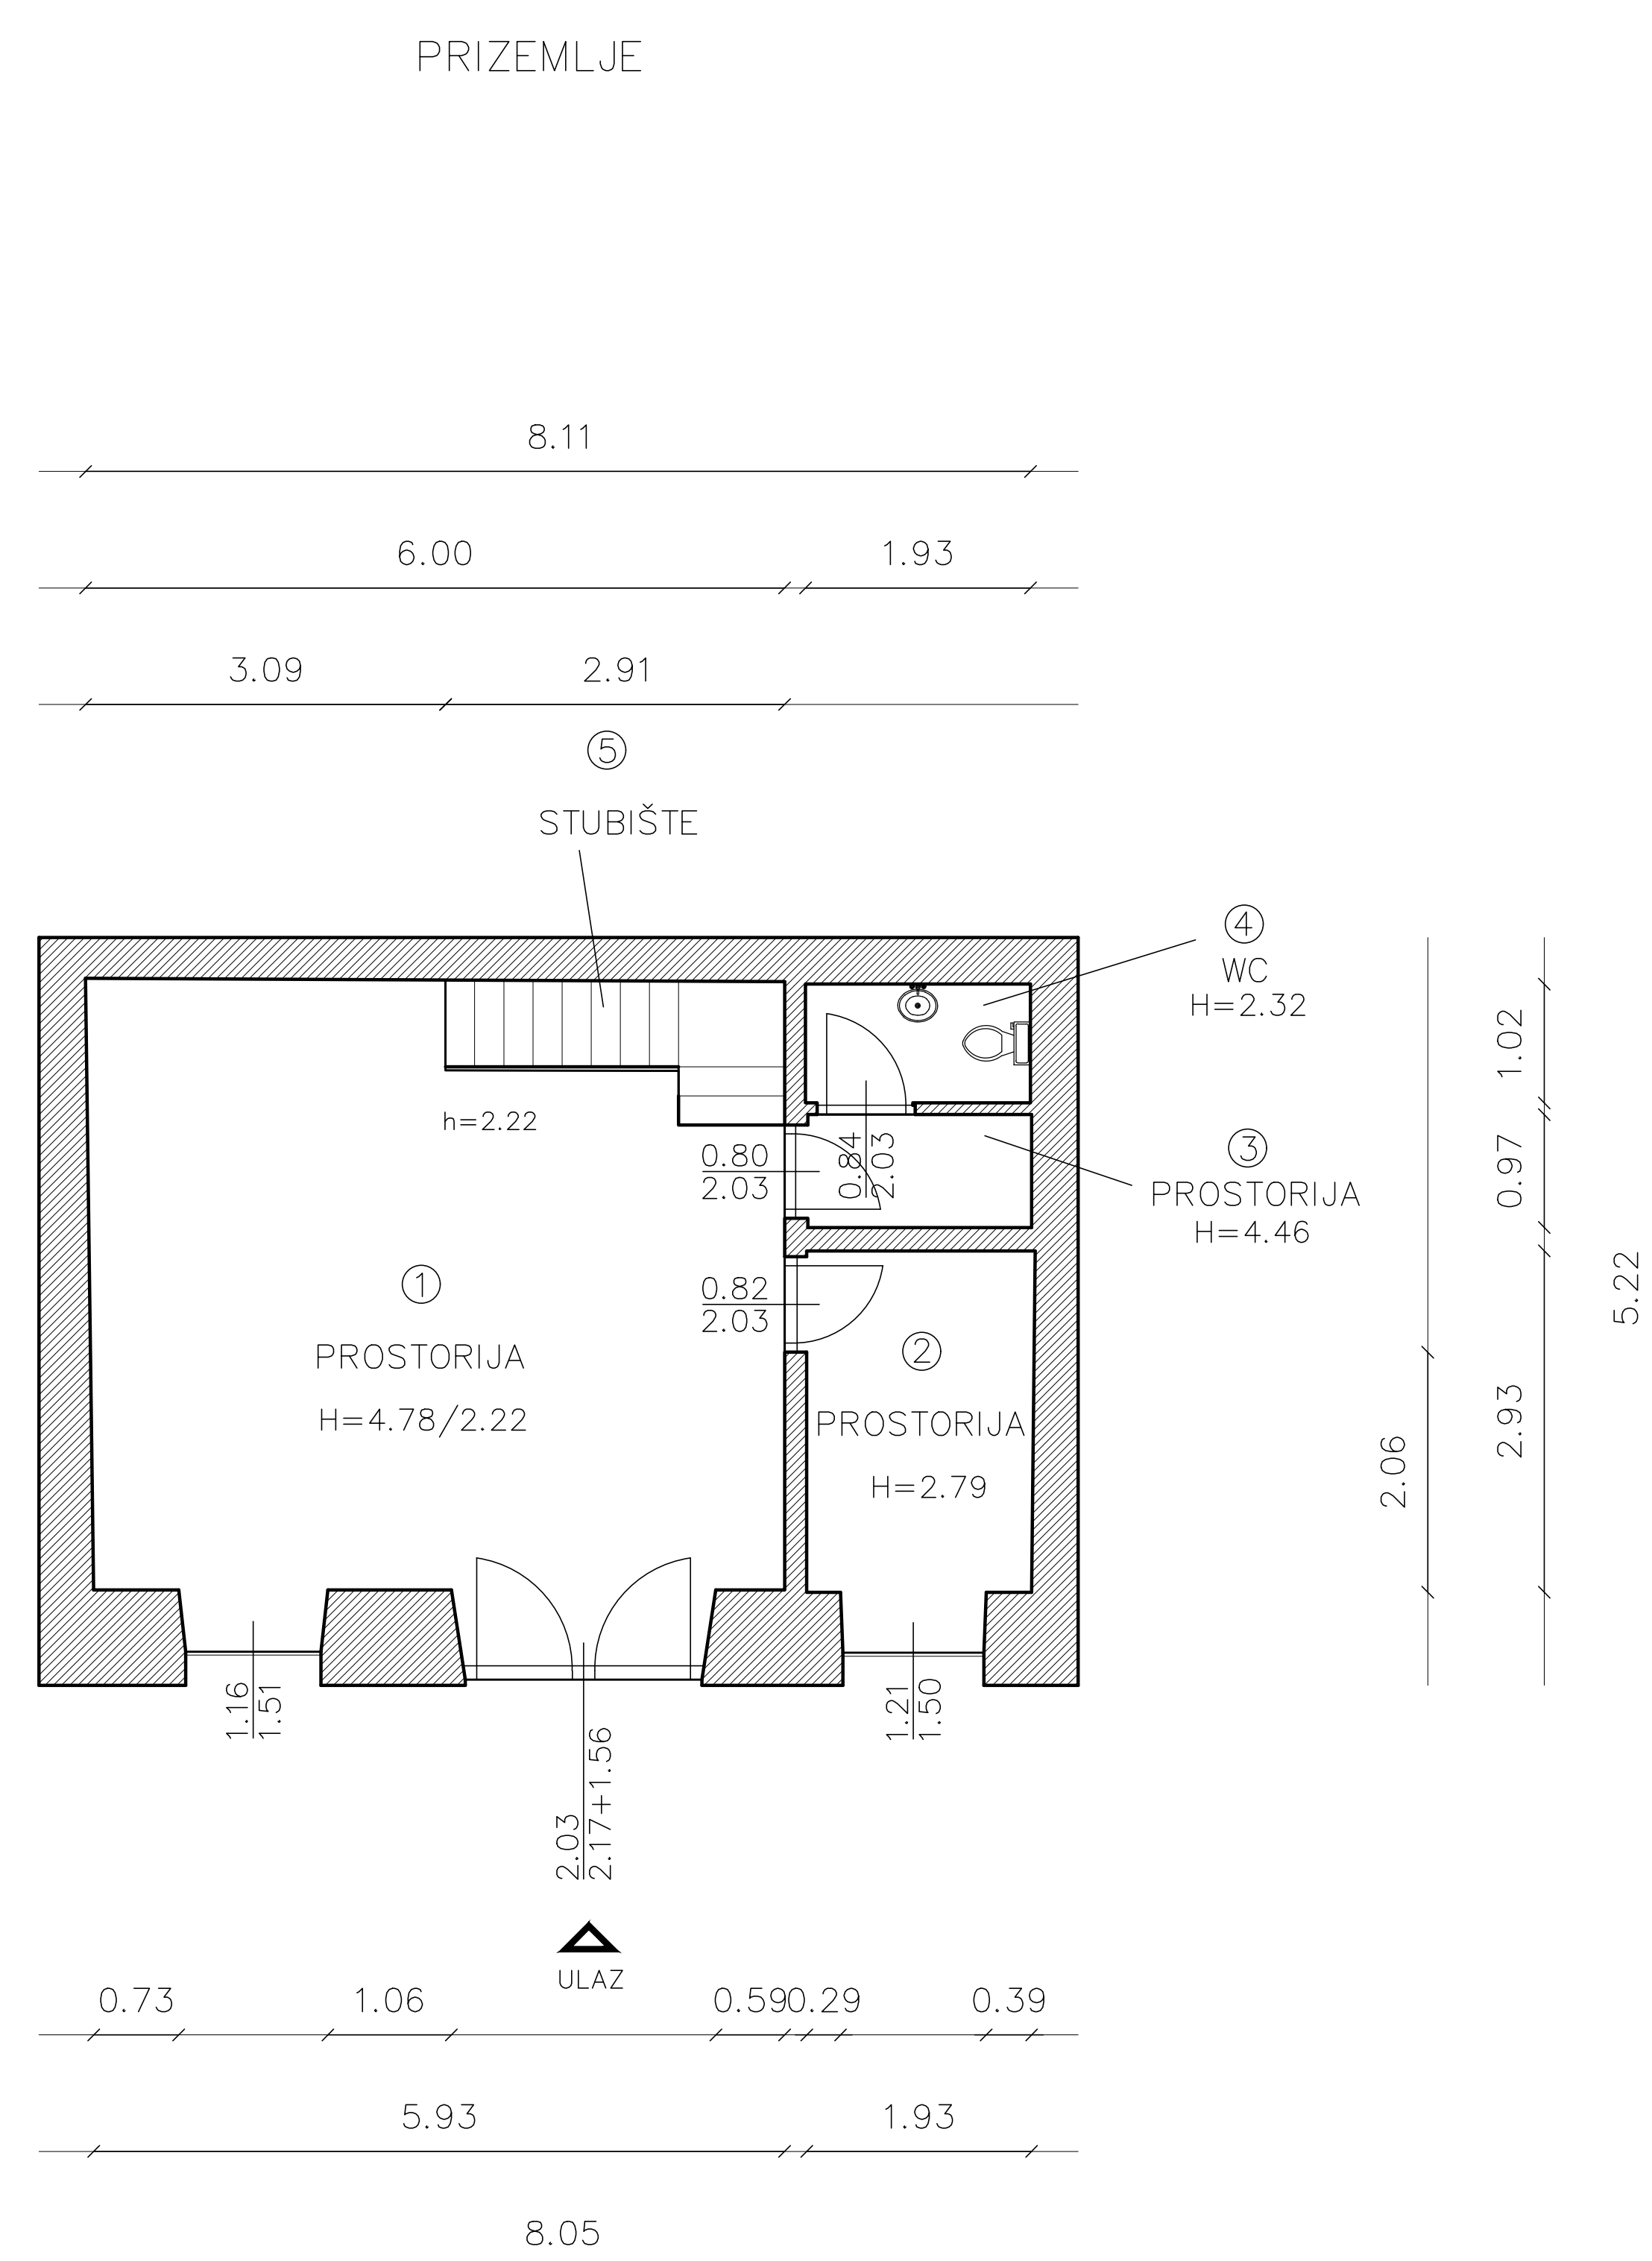 PRIZEMLJE
8.11
6.00
1.93
3.09
2.91
5
STUBIŠTE
4
WC
H=2.32
1.02
h=2.22
0.80
2.03
0.84
2.03
3
PROSTORIJA
H=4.46
0.97
5.22
1
PROSTORIJA
H=4.78/2.22
0.82
2.03
2
PROSTORIJA
H=2.79
2.06
2.93
1.16
1.51
2.03
2.17+1.56
1.21
1.50
ULAZ
0.73
1.06
0.59
0.29
0.39
5.93
1.93
8.05